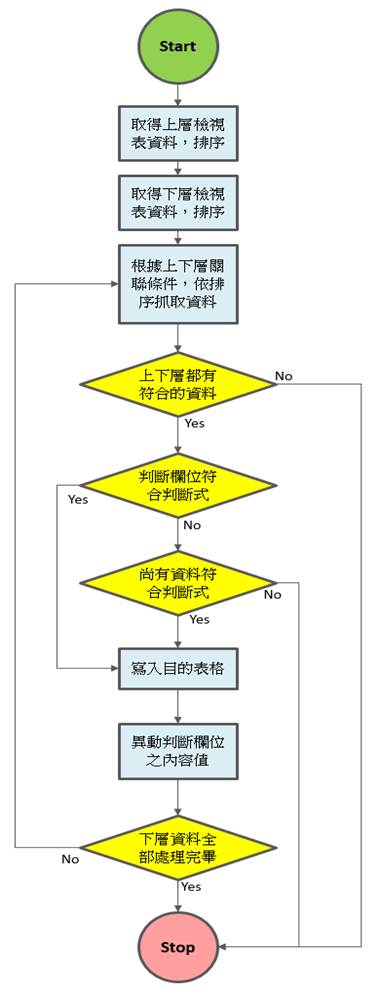 Start
取得上層檢視
表資料，排序
取得下層檢視
表資料，排序
根據上下層關
聯條件，依排
序抓取資料
上下層都有
符合的資料
No
Yes
判斷欄位符
合判斷式
Yes
No
尚有資料符
合判斷式
No
Yes
寫入目的表格
異動判斷欄位
之內容值
下層資料全
部處理完畢
No
Yes
Stop